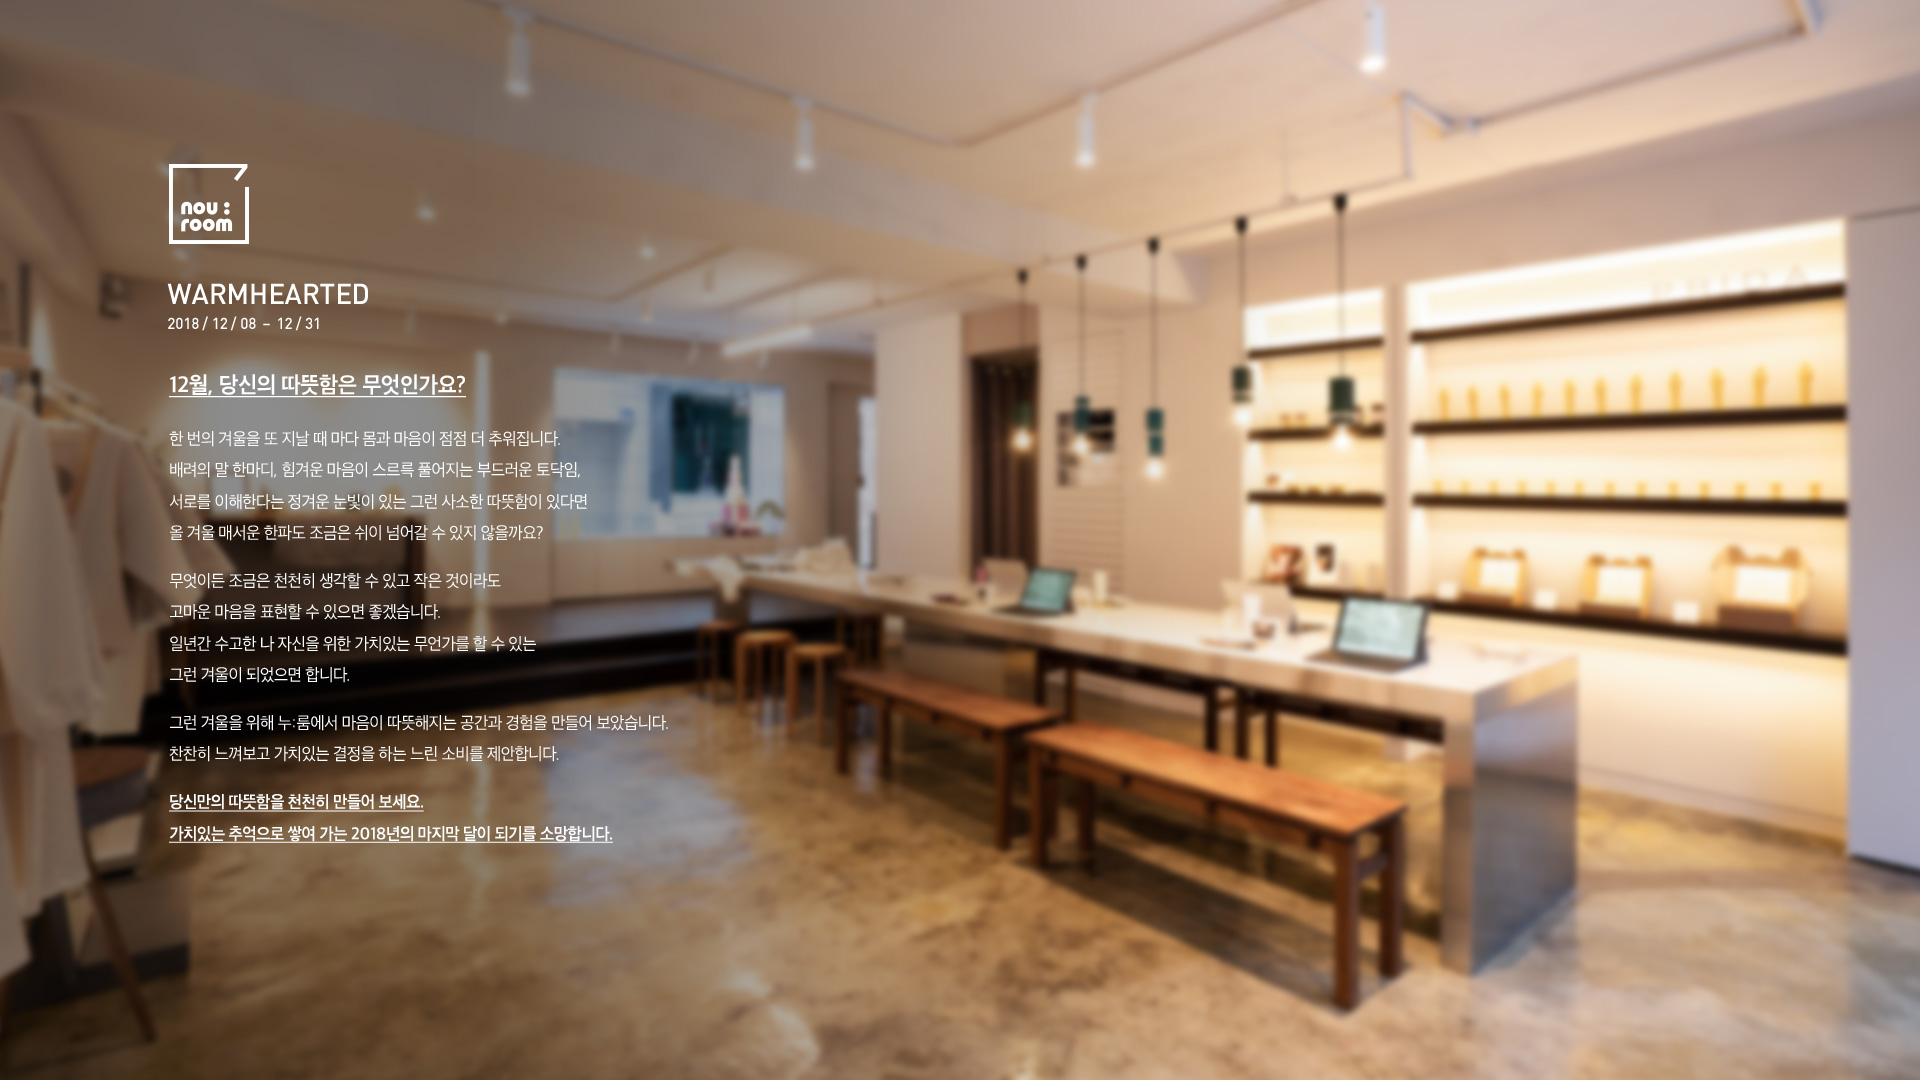 nou:
room
WARMHEARTED
2018 / 12 / 08 – 12 / 31
12월, 당신의 따뜻함은 무엇인가요?
한 번의 겨울을 또 지날 때 마다 몸과 마음이 점점 더 추워집니다.
배려의 말 한마디, 힘겨운 마음이 스르륵 풀어지는 부드러운 토닥임,
서로를 이해한다는 정겨운 눈빛이 있는 그런 사소한 따뜻함이 있다면
올 겨울 매서운 한파도 조금은 쉬이 넘어갈 수 있지 않을까요?
무엇이든 조금은 천천히 생각할 수 있고 작은 것이라도
고마운 마음을 표현할 수 있으면 좋겠습니다.
일년간 수고한 나 자신을 위한 가치있는 무언가를 할 수 있는
그런 겨울이 되었으면 합니다.
그런 겨울을 위해 누:룸에서 마음이 따뜻해지는 공간과 경험을 만들어 보았습니다.
찬찬히 느껴보고 가치있는 결정을 하는 느린 소비를 제안합니다.
당신만의 따뜻함을 천천히 만들어 보세요.
가치있는 추억으로 쌓여 가는 2018년의 마지막 달이 되기를 소망합니다.